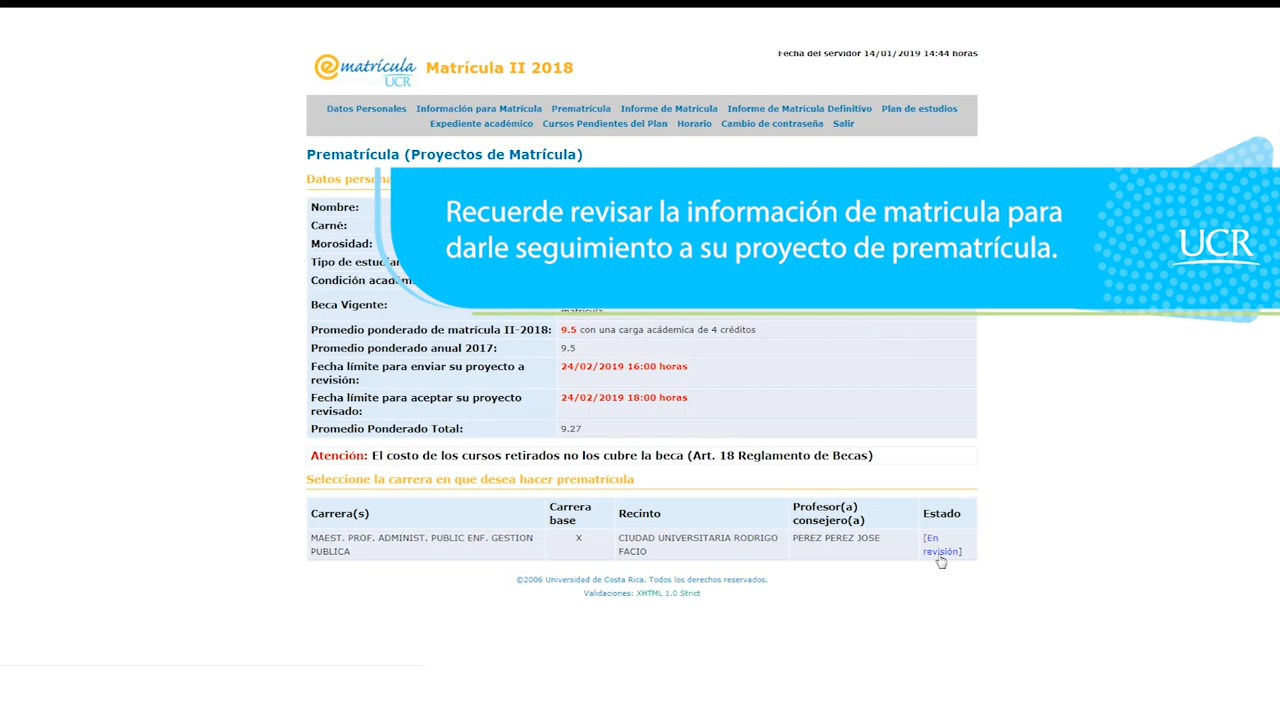 Fecha del servidor 14/01/2019 14:44 horas
ematrícula UCR
Matrícula II 2018
Datos Personales Información para Matrícula Prematrícula Informe de Matrícula Informe de Matrícula Definitivo Plan de estudios
Expediente académico Cursos Pendientes del Plan Horario Cambio de contraseña Salir
Prematrícula (Proyectos de Matrícula)
Datos persona
Recuerde revisar la información de matricula para
darle seguimiento a su proyecto de prematrícula.
UCR
Nombre:
Carné:
Morosidad:
Tipo de estudian
Condición académ
Beca Vigente:
matrícula
Promedio ponderado de matrícula II-2018: 9.5 con una carga acádemica de 4 créditos
Promedio ponderado anual 2017: 9.5
Fecha límite para enviar su proyecto a
revisión:
24/02/2019 16:00 horas
Fecha límite para aceptar su proyecto
revisado:
24/02/2019 18:00 horas
Promedio Ponderado Total: 9.27
Atención: El costo de los cursos retirados no los cubre la beca (Art. 18 Reglamento de Becas)
Seleccione la carrera en que desea hacer prematrícula
Carrera(s)
Carrera
base
Recinto
Profesor(a)
consejero(a)
Estado
MAEST. PROF. ADMINIST. PUBLIC ENF. GESTION
PUBLICA
X
CIUDAD UNIVERSITARIA RODRIGO
FACIO
PEREZ PEREZ JOSE
[En
revisión]
©2006 Universidad de Costa Rica. Todos los derechos reservados.
Validaciones: XHTML 1.0 Strict